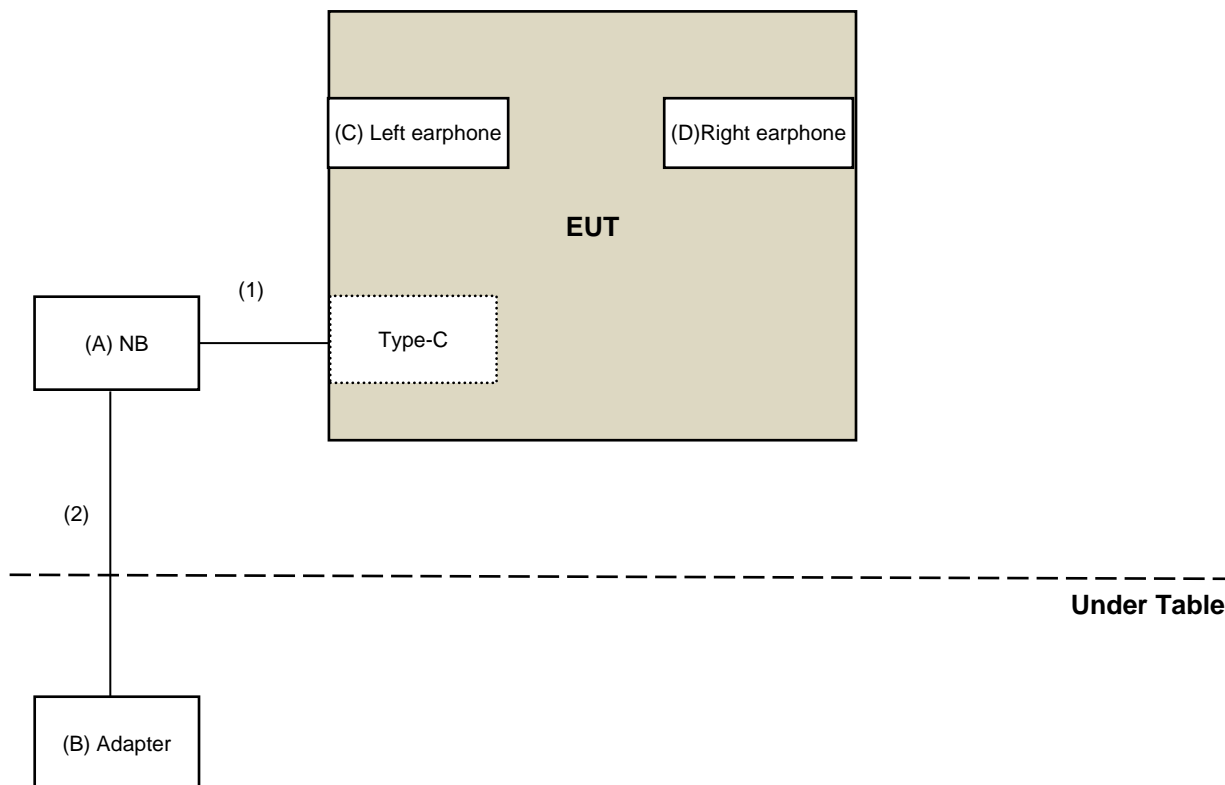 (C) Left earphone
(D)Right earphone
EUT
(1)
(A) NB
Type-C
(2)
Under Table
(B) Adapter